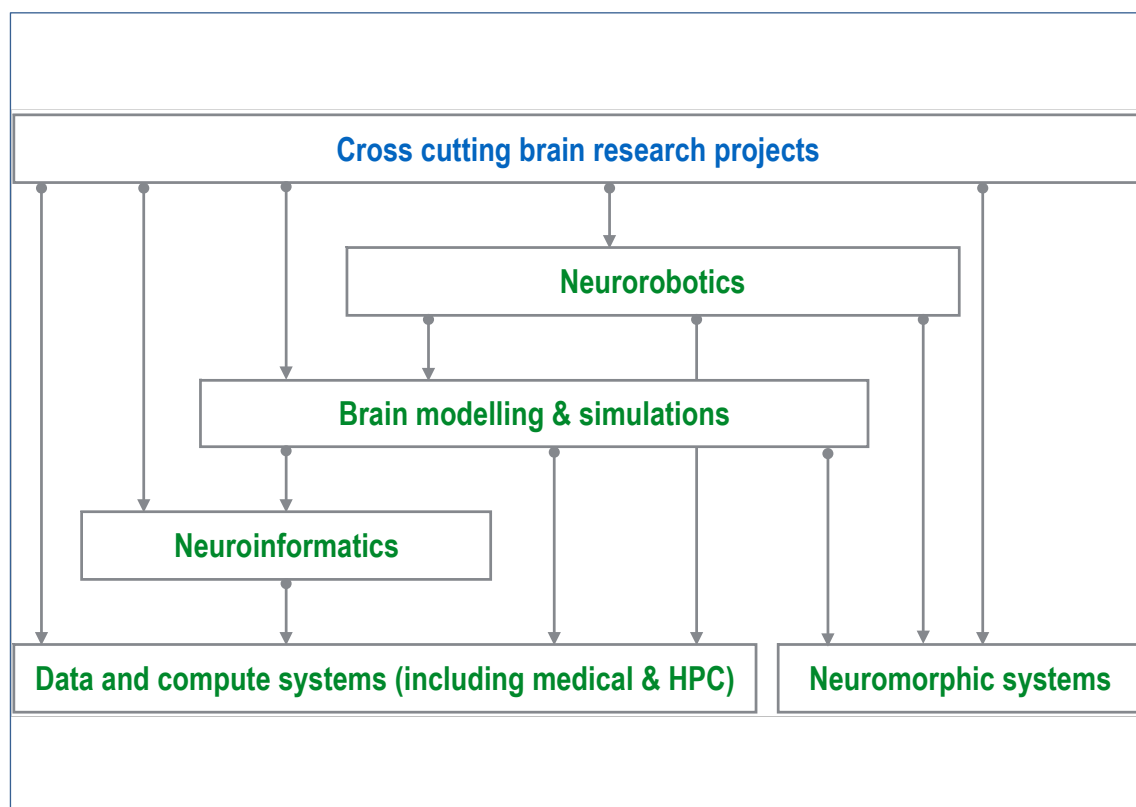 Cross cutting brain research projects
Neurorobotics
Brain modelling & simulations
Neuroinformatics
Data and compute systems (including medical & HPC)
Neuromorphic systems